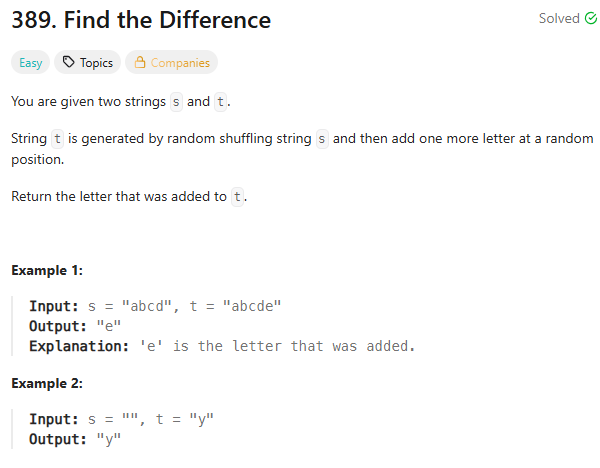 389. Find the Difference
Solved
Easy
Topics
Companies
You are given two strings s and t.
String t is generated by random shuffling string s and then add one more letter at a random
position.
Return the letter that was added to t.
Example 1:
Input: s = "abcd", t = "abcde"
Output: "e"
Explanation: 'e' is the letter that was added.
Example 2:
Input: s = "", t = "y"
Output: "y"